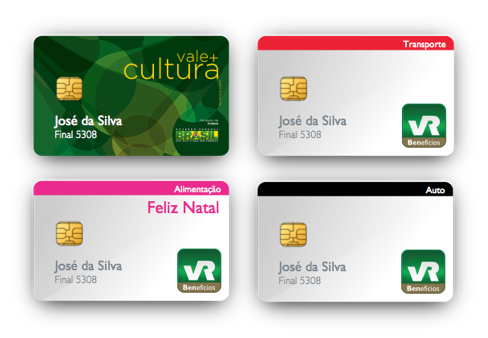 vale+
cultura
José da Silva
Final 5308
BRASIL
Transporte
José da Silva
Final 5308
VR
Benefícios
Alimentação
Feliz Natal
José da Silva
Final 5308
VR
Benefícios
Auto
José da Silva
Final 5308
VR
Benefícios